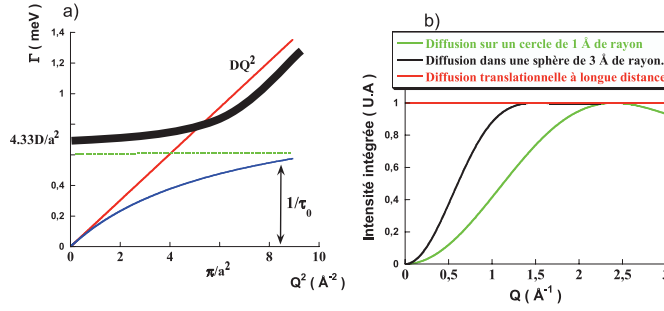 a)
Γ ( meV)
1,4
1,2
1
4.33D/a²
0,6
0,4
0,2
0
DQ²
1/τ₀
0 2 4 6 8 10
π/a²
Q² ( Å⁻²)
b)
Diffusion sur un cercle de 1 Å de rayon
Diffusion dans une sphère de 3 Å de rayon.
Diffusion translationnelle à longue distance
Intensité intégrée ( U.A )
1
0,8
0,6
0,4
0,2
0
0 0,5 1 1,5 2 2,5 3
Q ( Å⁻¹)